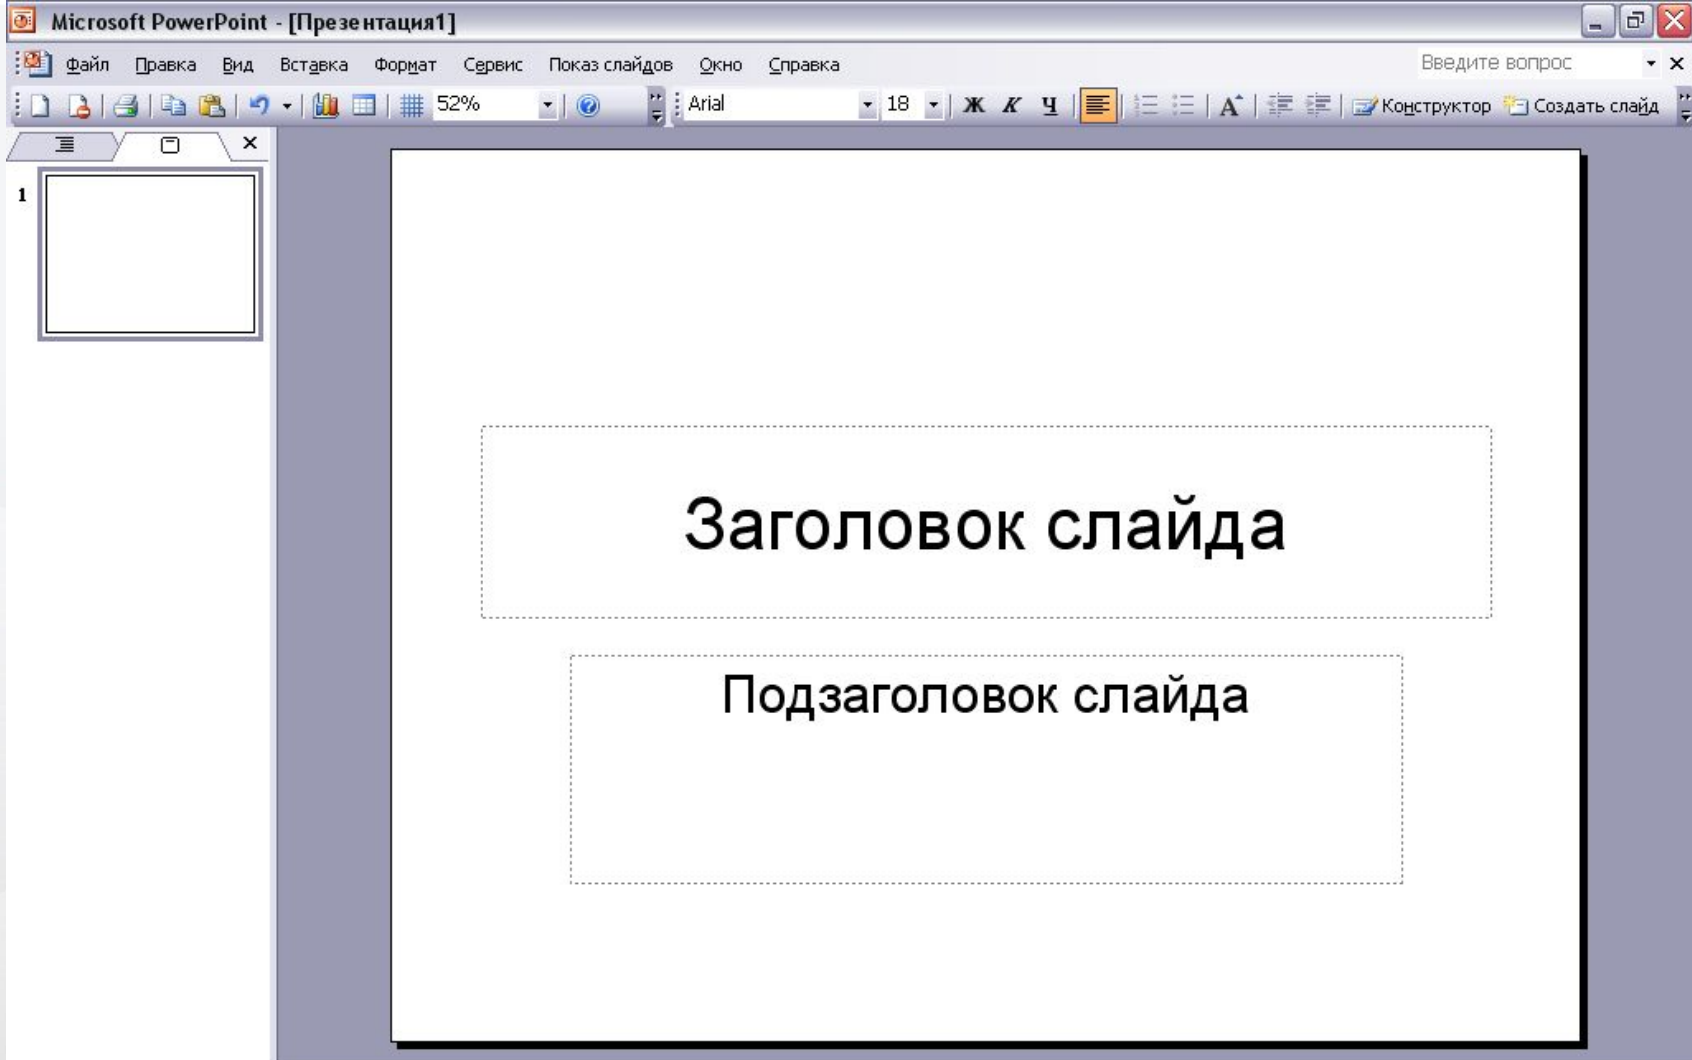 Microsoft PowerPoint - [Презентация1]
Файл Правка Вид Вставка Формат Сервис Показ слайдов Окно Справка Введите вопрос
52% Arial 18 Ж К Ч A Конструктор Создать слайд
1
Заголовок слайда
Подзаголовок слайда